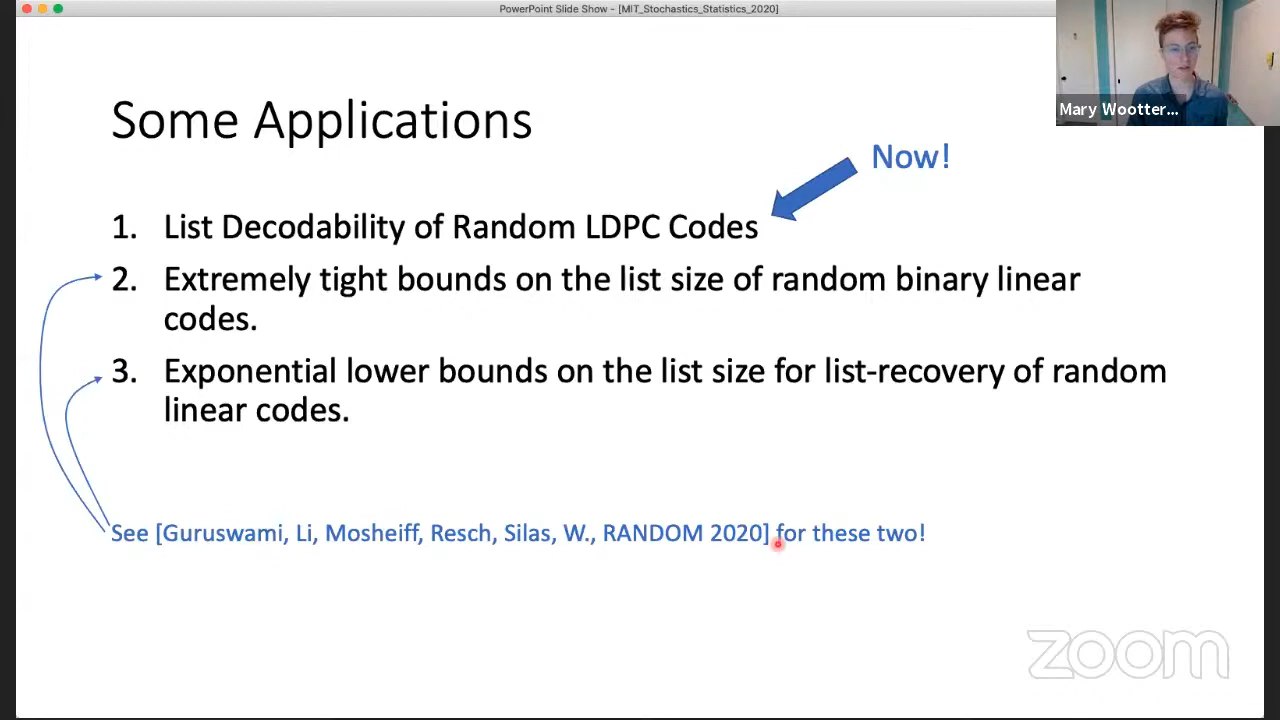 PowerPoint Slide Show - [MIT_Stochastics_Statistics_2020]
Mary Wootter...
Some Applications
Now!
1. List Decodability of Random LDPC Codes
2. Extremely tight bounds on the list size of random binary linear
codes.
3. Exponential lower bounds on the list size for list-recovery of random
linear codes.
See [Guruswami, Li, Mosheiff, Resch, Silas, W., RANDOM 2020] for these two!
zoom